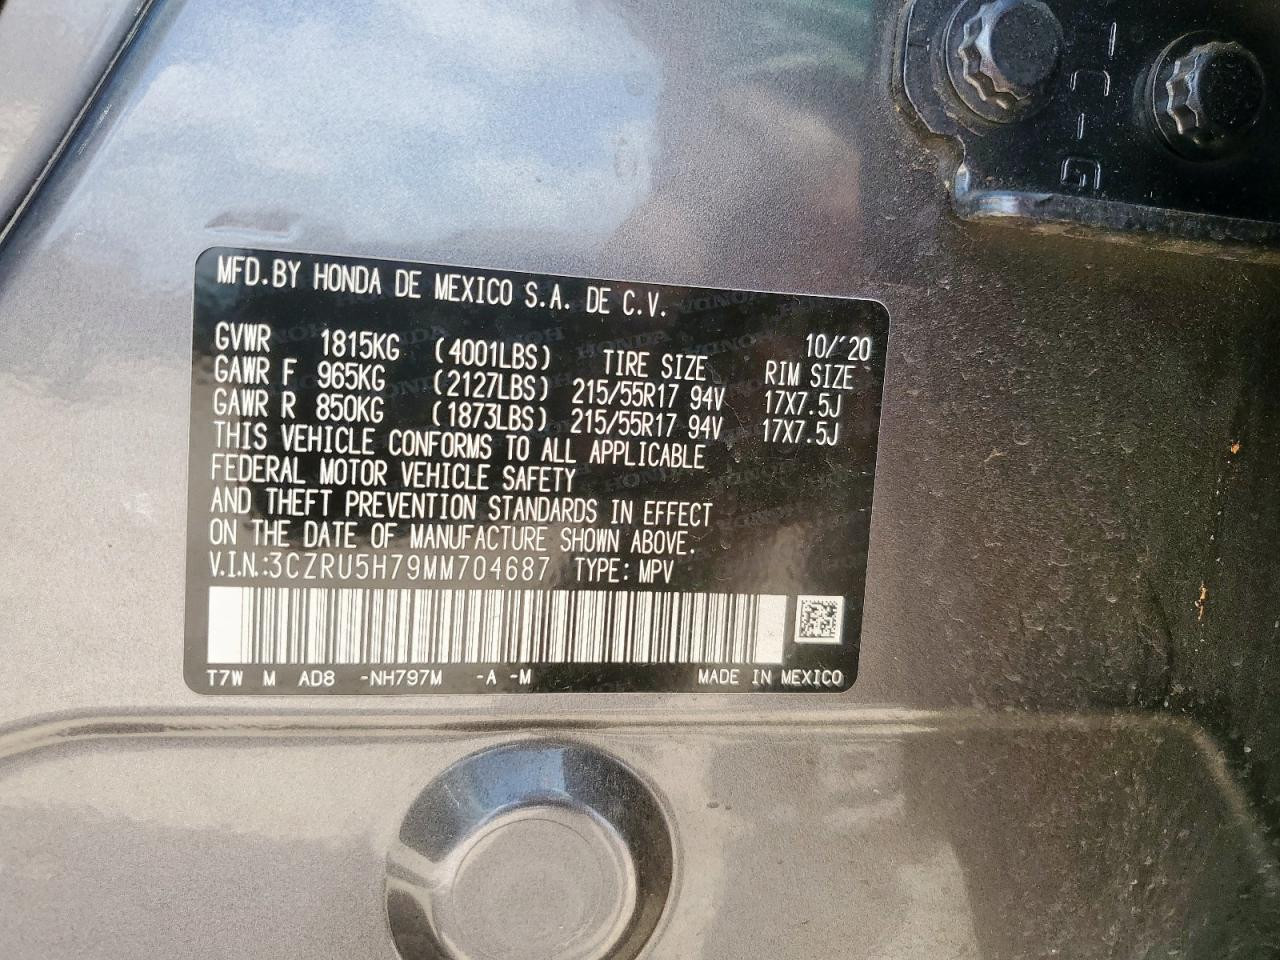 MFD.BY HONDA DE MEXICO S.A. DE C.V.
10/'20
GVWR 1815KG (4001LBS) TIRE SIZE RIM SIZE
GAWR F 965KG (2127LBS) 215/55R17 94V 17X7.5J
GAWR R 850KG (1873LBS) 215/55R17 94V 17X7.5J
THIS VEHICLE CONFORMS TO ALL APPLICABLE
FEDERAL MOTOR VEHICLE SAFETY
AND THEFT PREVENTION STANDARDS IN EFFECT
ON THE DATE OF MANUFACTURE SHOWN ABOVE.
V.I.N.:3CZRU5H79MM704687 TYPE: MPV
T7W M AD8 -NH797M -A -M MADE IN MEXICO